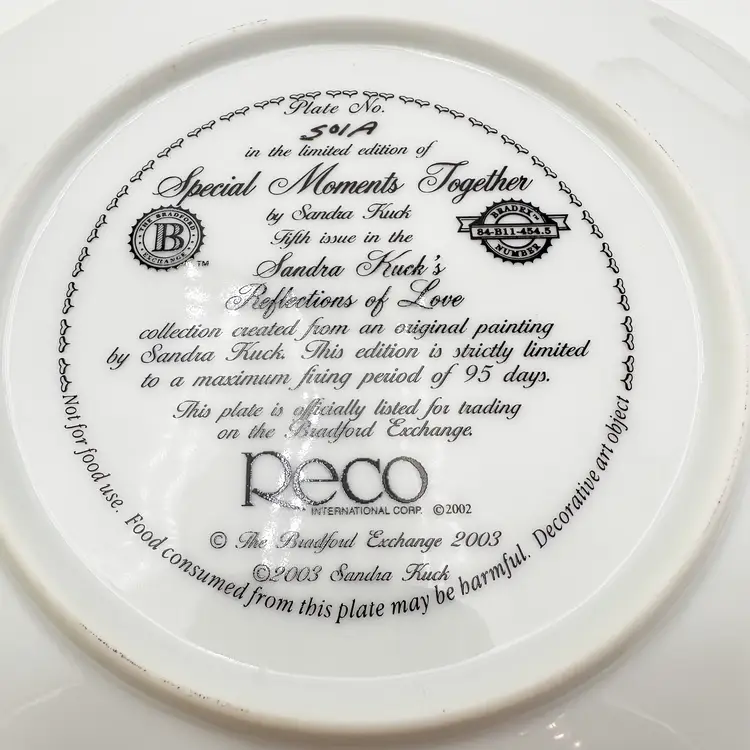 Plate No.
501A
in the limited edition of
Special Moments Together
by Sandra Kuck
Fifth issue in the
Sandra Kuck's
Reflections of Love
collection created from an original painting
by Sandra Kuck. This edition is strictly limited
to a maximum firing period of 95 days.
This plate is officially listed for trading
on the Bradford Exchange.
THE BRADFORD
B
EXCHANGE
TM
BRADEX™
84-B11-454.5
NUMBER
Reco
INTERNATIONAL CORP. ©2002
© The Bradford Exchange 2003
©2003 Sandra Kuck
Not for food use. Food consumed from this plate may be harmful. Decorative art object